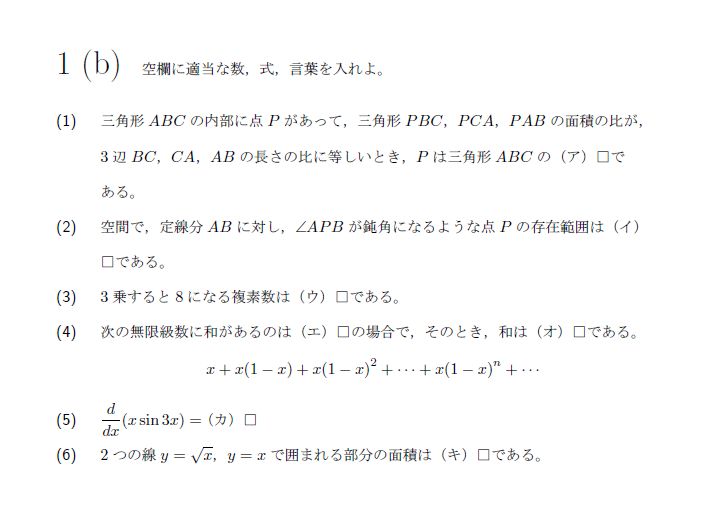 1 (b) 空欄に適当な数，式，言葉を入れよ。
(1) 三角形 ABC の内部に点 P があって，三角形 PBC，PCA，PAB の面積の比が，
3 辺 BC，CA，AB の長さの比に等しいとき，P は三角形 ABC の（ア）□で
ある。
(2) 空間で，定線分 AB に対し，∠APB が鈍角になるような点 P の存在範囲は（イ）
□である。
(3) 3 乗すると 8 になる複素数は（ウ）□である。
(4) 次の無限級数に和があるのは（エ）□の場合で，そのとき，和は（オ）□である。
x + x(1 − x) + x(1 − x)² + ··· + x(1 − x)ⁿ + ···
(5) d/dx (x sin 3x) =（カ）□
(6) 2 つの線 y = √x，y = x で囲まれる部分の面積は（キ）□である。